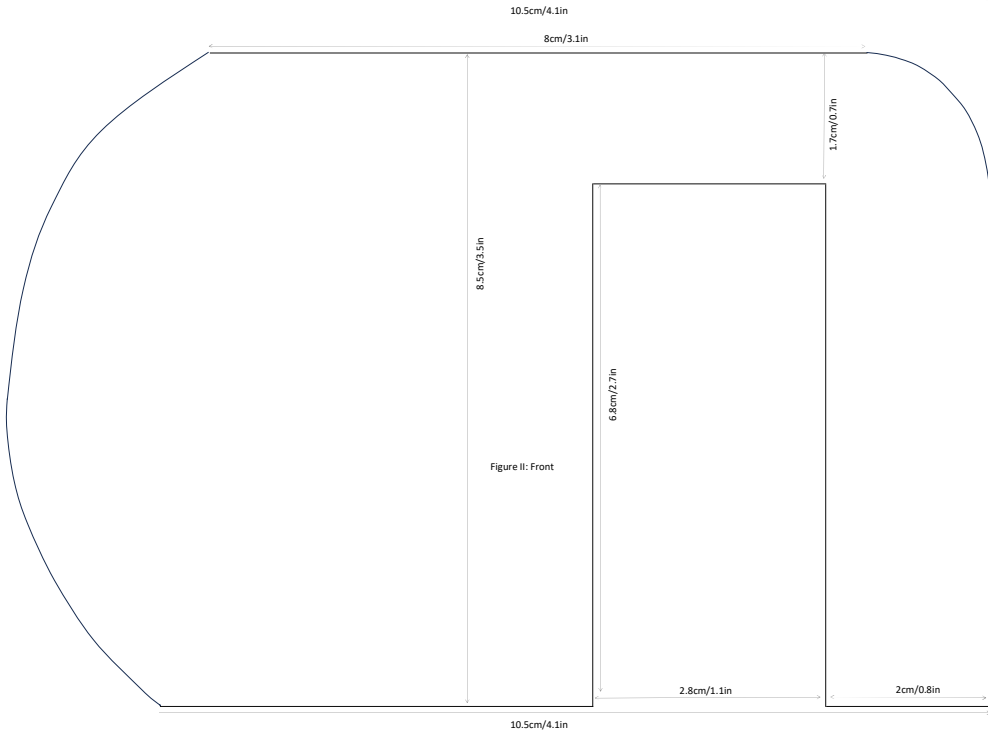 10.5cm/4.1in
8cm/3.1in
1.7cm/0.7in
8.5cm/3.5in
6.8cm/2.7in
Figure II: Front
2.8cm/1.1in
2cm/0.8in
10.5cm/4.1in